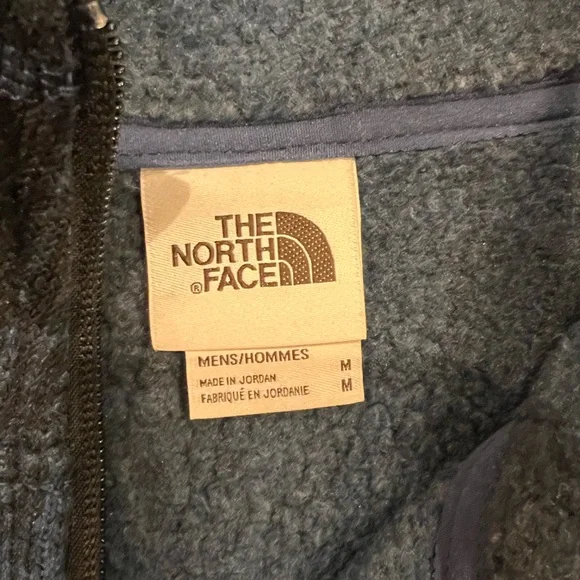 THE
NORTH
® FACE
MENS/HOMMES M
MADE IN JORDAN M
FABRIQUÉ EN JORDANIE